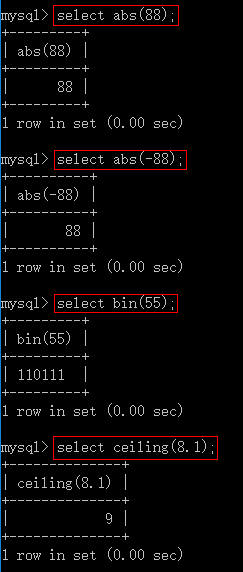 mysql> select abs(88);
+---------+
| abs(88) |
+---------+
|      88 |
+---------+
1 row in set (0.00 sec)

mysql> select abs(-88);
+----------+
| abs(-88) |
+----------+
|       88 |
+----------+
1 row in set (0.00 sec)

mysql> select bin(55);
+---------+
| bin(55) |
+---------+
| 110111  |
+---------+
1 row in set (0.00 sec)

mysql> select ceiling(8.1);
+--------------+
| ceiling(8.1) |
+--------------+
|            9 |
+--------------+
1 row in set (0.00 sec)